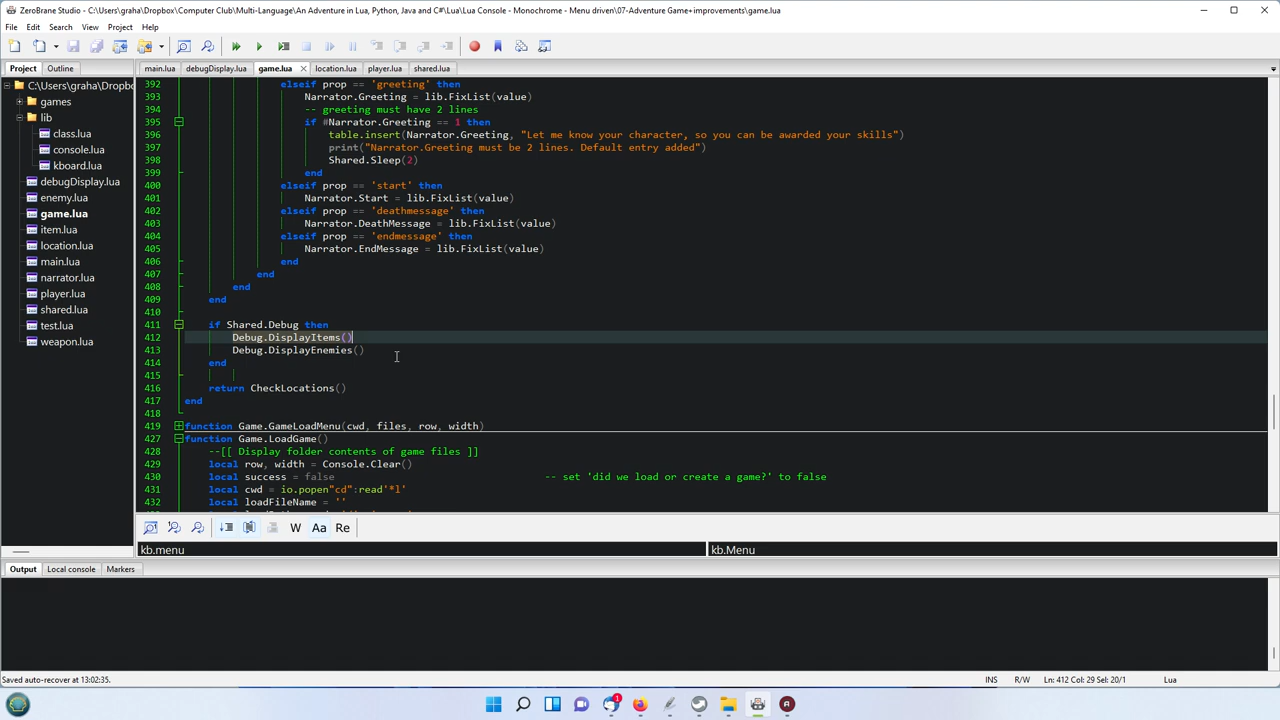 ZeroBrane Studio - C:\Users\graha\Dropbox\Computer Club\Multi-Language\An Adventure in Lua, Python, Java and C#\Lua\Lua Console - Monochrome - Menu driven\07-Adventure Game+improvements\game.lua
File Edit Search View Project Help
Project Outline
main.lua debugDisplay.lua game.lua location.lua player.lua shared.lua
C:\Users\graha\Dropbo
games
lib
class.lua
console.lua
kboard.lua
debugDisplay.lua
enemy.lua
game.lua
item.lua
location.lua
main.lua
narrator.lua
player.lua
shared.lua
test.lua
weapon.lua
392 elseif prop == 'greeting' then
393 Narrator.Greeting = lib.FixList(value)
394 -- greeting must have 2 lines
395 if #Narrator.Greeting == 1 then
396 table.insert(Narrator.Greeting, "Let me know your character, so you can be awarded your skills")
397 print("Narrator.Greeting must be 2 lines. Default entry added")
398 Shared.Sleep(2)
399 end
400 elseif prop == 'start' then
401 Narrator.Start = lib.FixList(value)
402 elseif prop == 'deathmessage' then
403 Narrator.DeathMessage = lib.FixList(value)
404 elseif prop == 'endmessage' then
405 Narrator.EndMessage = lib.FixList(value)
406 end
407 end
408 end
409 end
410
411 if Shared.Debug then
412 Debug.DisplayItems()
413 Debug.DisplayEnemies()
414 end
415
416 return CheckLocations()
417 end
418
419 function Game.GameLoadMenu(cwd, files, row, width)
427 function Game.LoadGame()
428 --[[ Display folder contents of game files ]]
429 local row, width = Console.Clear()
430 local success = false -- set 'did we load or create a game?' to false
431 local cwd = io.popen"cd":read'*l'
432 local loadFileName = ''
W Aa Re
kb.menu kb.Menu
Output Local console Markers
Saved auto-recover at 13:02:35. INS R/W Ln: 412 Col: 29 Sel: 20/1 Lua